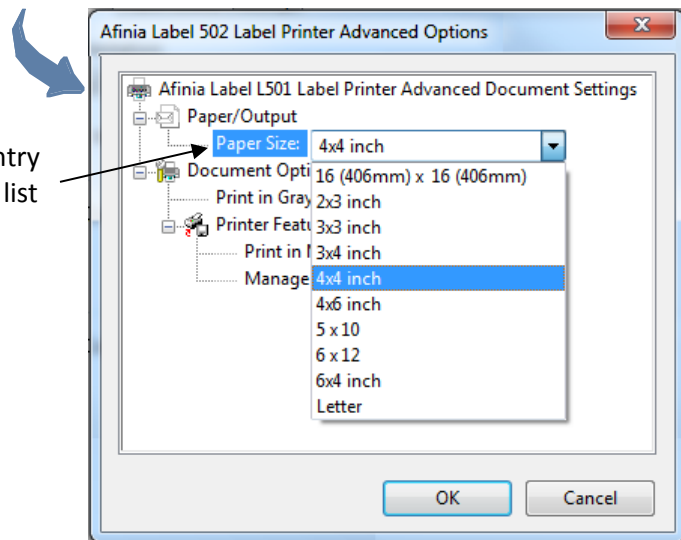 Afinia Label 502 Label Printer Advanced Options
Afinia Label L501 Label Printer Advanced Document Settings
Paper/Output
Paper Size: 4x4 inch
Document Opti
Print in Gray
Printer Featu
Print in
Manage
16 (406mm) x 16 (406mm)
2x3 inch
3x3 inch
3x4 inch
4x4 inch
4x6 inch
5 x 10
6 x 12
6x4 inch
Letter
ntry
list
OK
Cancel